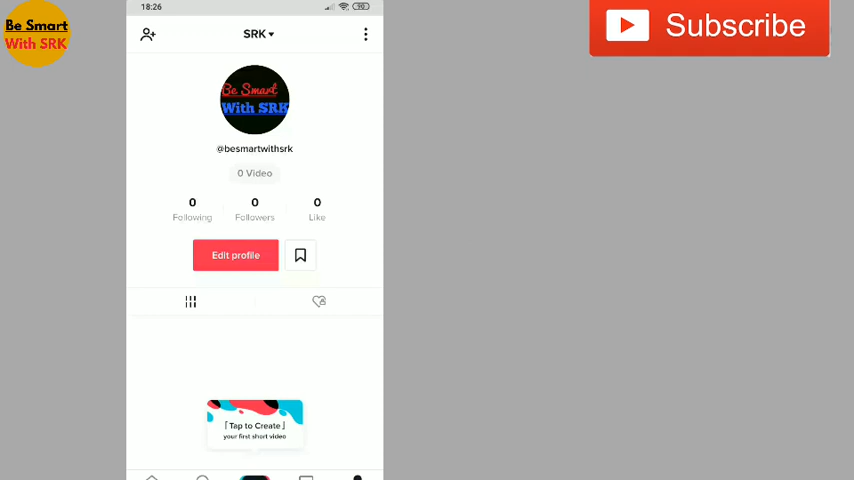 Be Smart
With SRK
Subscribe
18:26
90
SRK
Be Smart
With SRK
@besmartwithsrk
0 Video
0
Following
0
Followers
0
Like
Edit profile
「Tap to Create」
your first short video